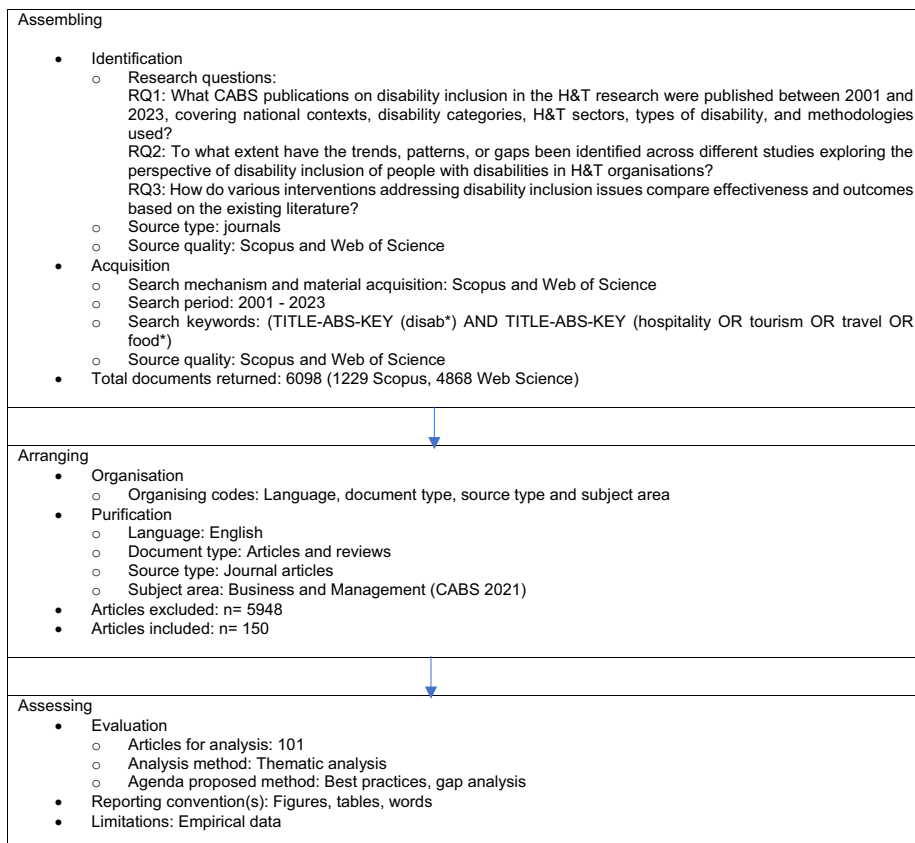 Assembling
• Identification
o Research questions:
RQ1: What CABS publications on disability inclusion in the H&T research were published between 2001 and
2023, covering national contexts, disability categories, H&T sectors, types of disability, and methodologies
used?
RQ2: To what extent have the trends, patterns, or gaps been identified across different studies exploring the
perspective of disability inclusion of people with disabilities in H&T organisations?
RQ3: How do various interventions addressing disability inclusion issues compare effectiveness and outcomes
based on the existing literature?
o Source type: journals
o Source quality: Scopus and Web of Science
• Acquisition
o Search mechanism and material acquisition: Scopus and Web of Science
o Search period: 2001 - 2023
o Search keywords: (TITLE-ABS-KEY (disab*) AND TITLE-ABS-KEY (hospitality OR tourism OR travel OR
food*)
o Source quality: Scopus and Web of Science
• Total documents returned: 6098 (1229 Scopus, 4868 Web Science)
Arranging
• Organisation
o Organising codes: Language, document type, source type and subject area
• Purification
o Language: English
o Document type: Articles and reviews
o Source type: Journal articles
o Subject area: Business and Management (CABS 2021)
• Articles excluded: n= 5948
• Articles included: n= 150
Assessing
• Evaluation
o Articles for analysis: 101
o Analysis method: Thematic analysis
o Agenda proposed method: Best practices, gap analysis
• Reporting convention(s): Figures, tables, words
• Limitations: Empirical data